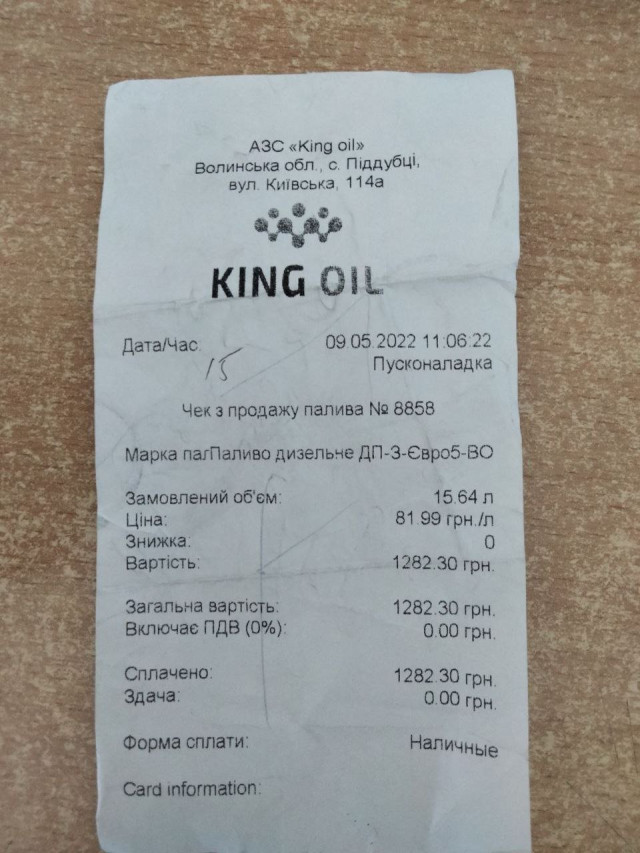 АЗС «King oil»
Волинська обл., с. Піддубці,
вул. Київська, 114а
KING OIL
Дата/Час: 09.05.2022 11:06:22
15 Пусконаладка
Чек з продажу палива № 8858
Марка палПаливо дизельне ДП-З-Євро5-ВО
Замовлений об'єм: 15.64 л
Ціна: 81.99 грн./л
Знижка: 0
Вартість: 1282.30 грн.
Загальна вартість: 1282.30 грн.
Включає ПДВ (0%): 0.00 грн.
Сплачено: 1282.30 грн.
Здача: 0.00 грн.
Форма сплати: Наличные
Card information: